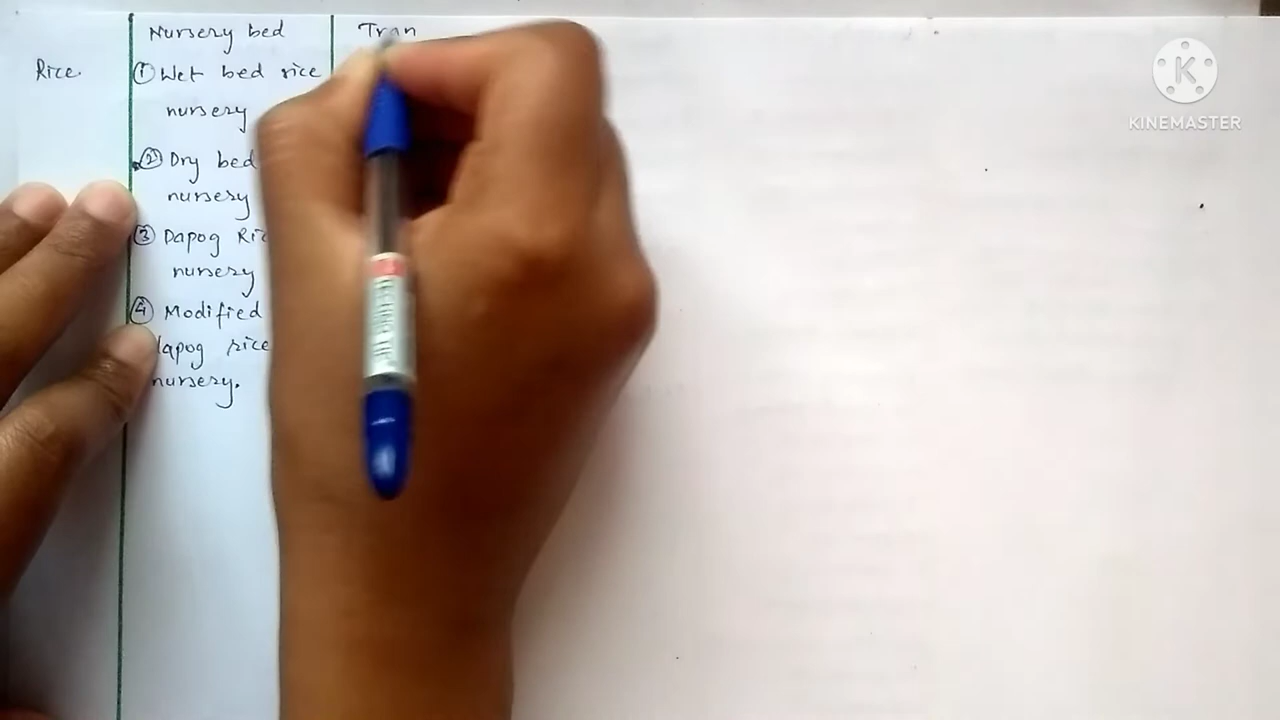 Nursery bed
Tran
Rice.
① Wet bed rice
nursery
② Dry bed
nursery
③ Dapog Ric
nursery
④ Modified
dapog rice
nursery.
K
KINEMASTER